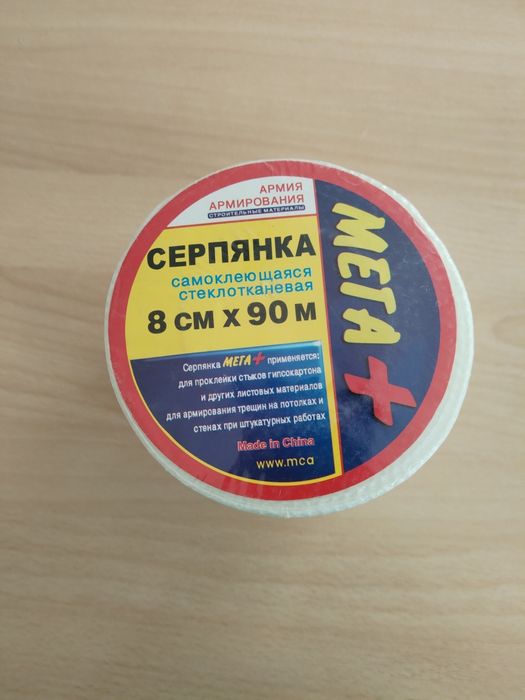 АРМИЯ
АРМИРОВАНИЯ
СТРОИТЕЛЬНЫЕ МАТЕРИАЛЫ
СЕРПЯНКА
самоклеющаяся
стеклотканевая
8 СМ X 90 М
Серпянка МЕГА+ применяется:
для проклейки стыков гипсокартона
и других листовых материалов
для армирования трещин на потолках и
стенах при штукатурных работах
Made in China
www.mca
МЕГА+